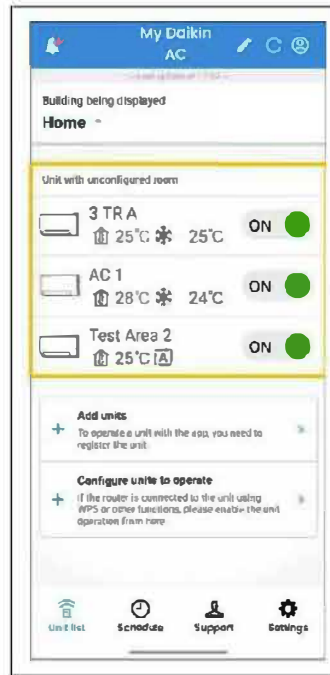 My Daikin
AC
Building being displayed
Home
Unit with unconfigured room
3 TR A
25°C 25°C
ON
AC 1
28°C 24°C
ON
Test Area 2
25°C A
ON
Add units
To operate a unit with the app, you need to
register the unit
Configure units to operate
If the router is connected to the unit using
WPS or other functions, please enable the unit
operation from here
Unit list Schedule Support Settings